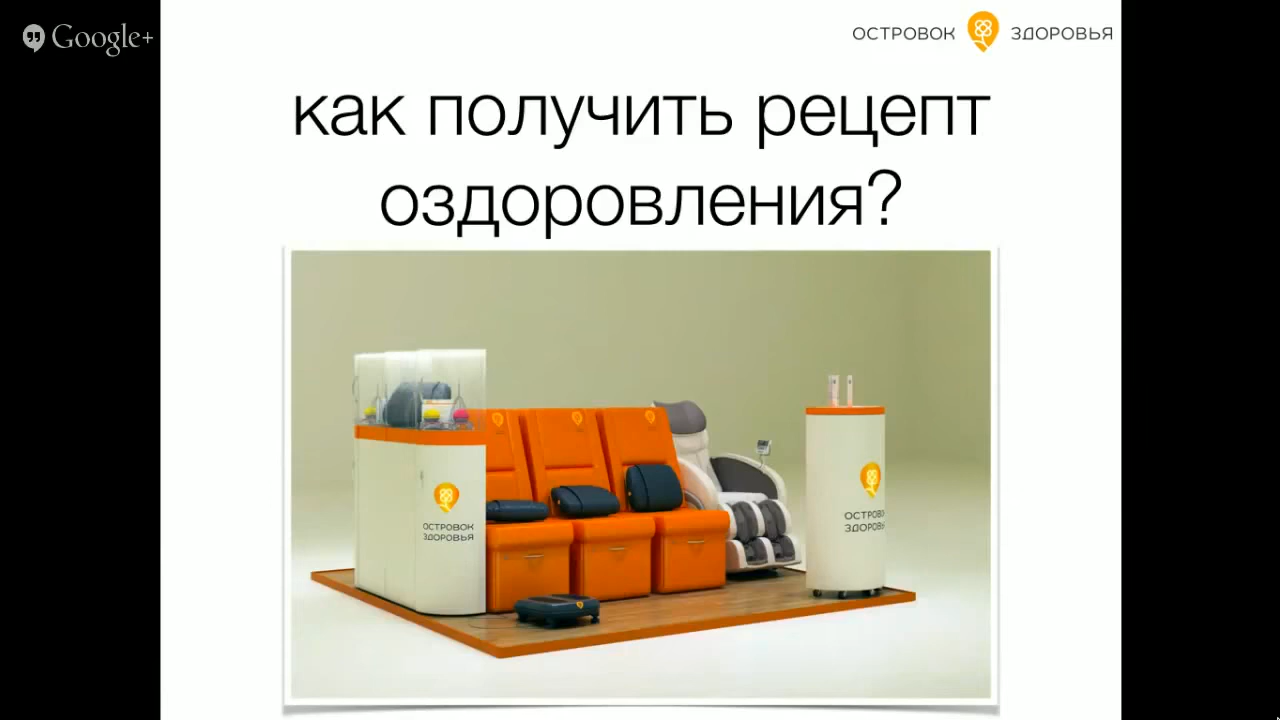 Google+
ОСТРОВОК ЗДОРОВЬЯ
как получить рецепт
оздоровления?
ОСТРОВОК
ЗДОРОВЬЯ
ОСТРОВОК
ЗДОРОВЬЯ